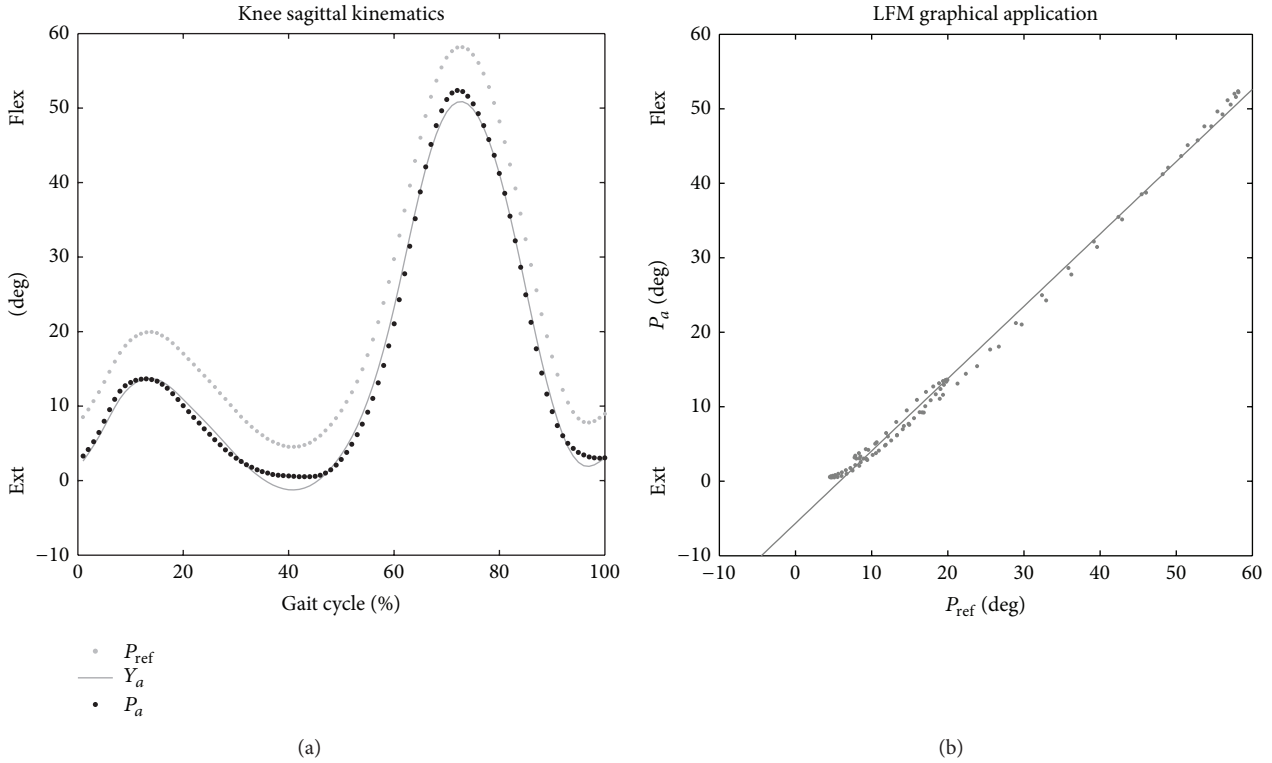 Knee sagittal kinematics
60
50
40
30
20
10
0
−10
Flex
(deg)
Ext
0 20 40 60 80 100
Gait cycle (%)
P_ref
Y_a
P_a
(a)
LFM graphical application
60
50
40
30
20
10
0
−10
Flex
P_a (deg)
Ext
−10 0 10 20 30 40 50 60
P_ref (deg)
(b)